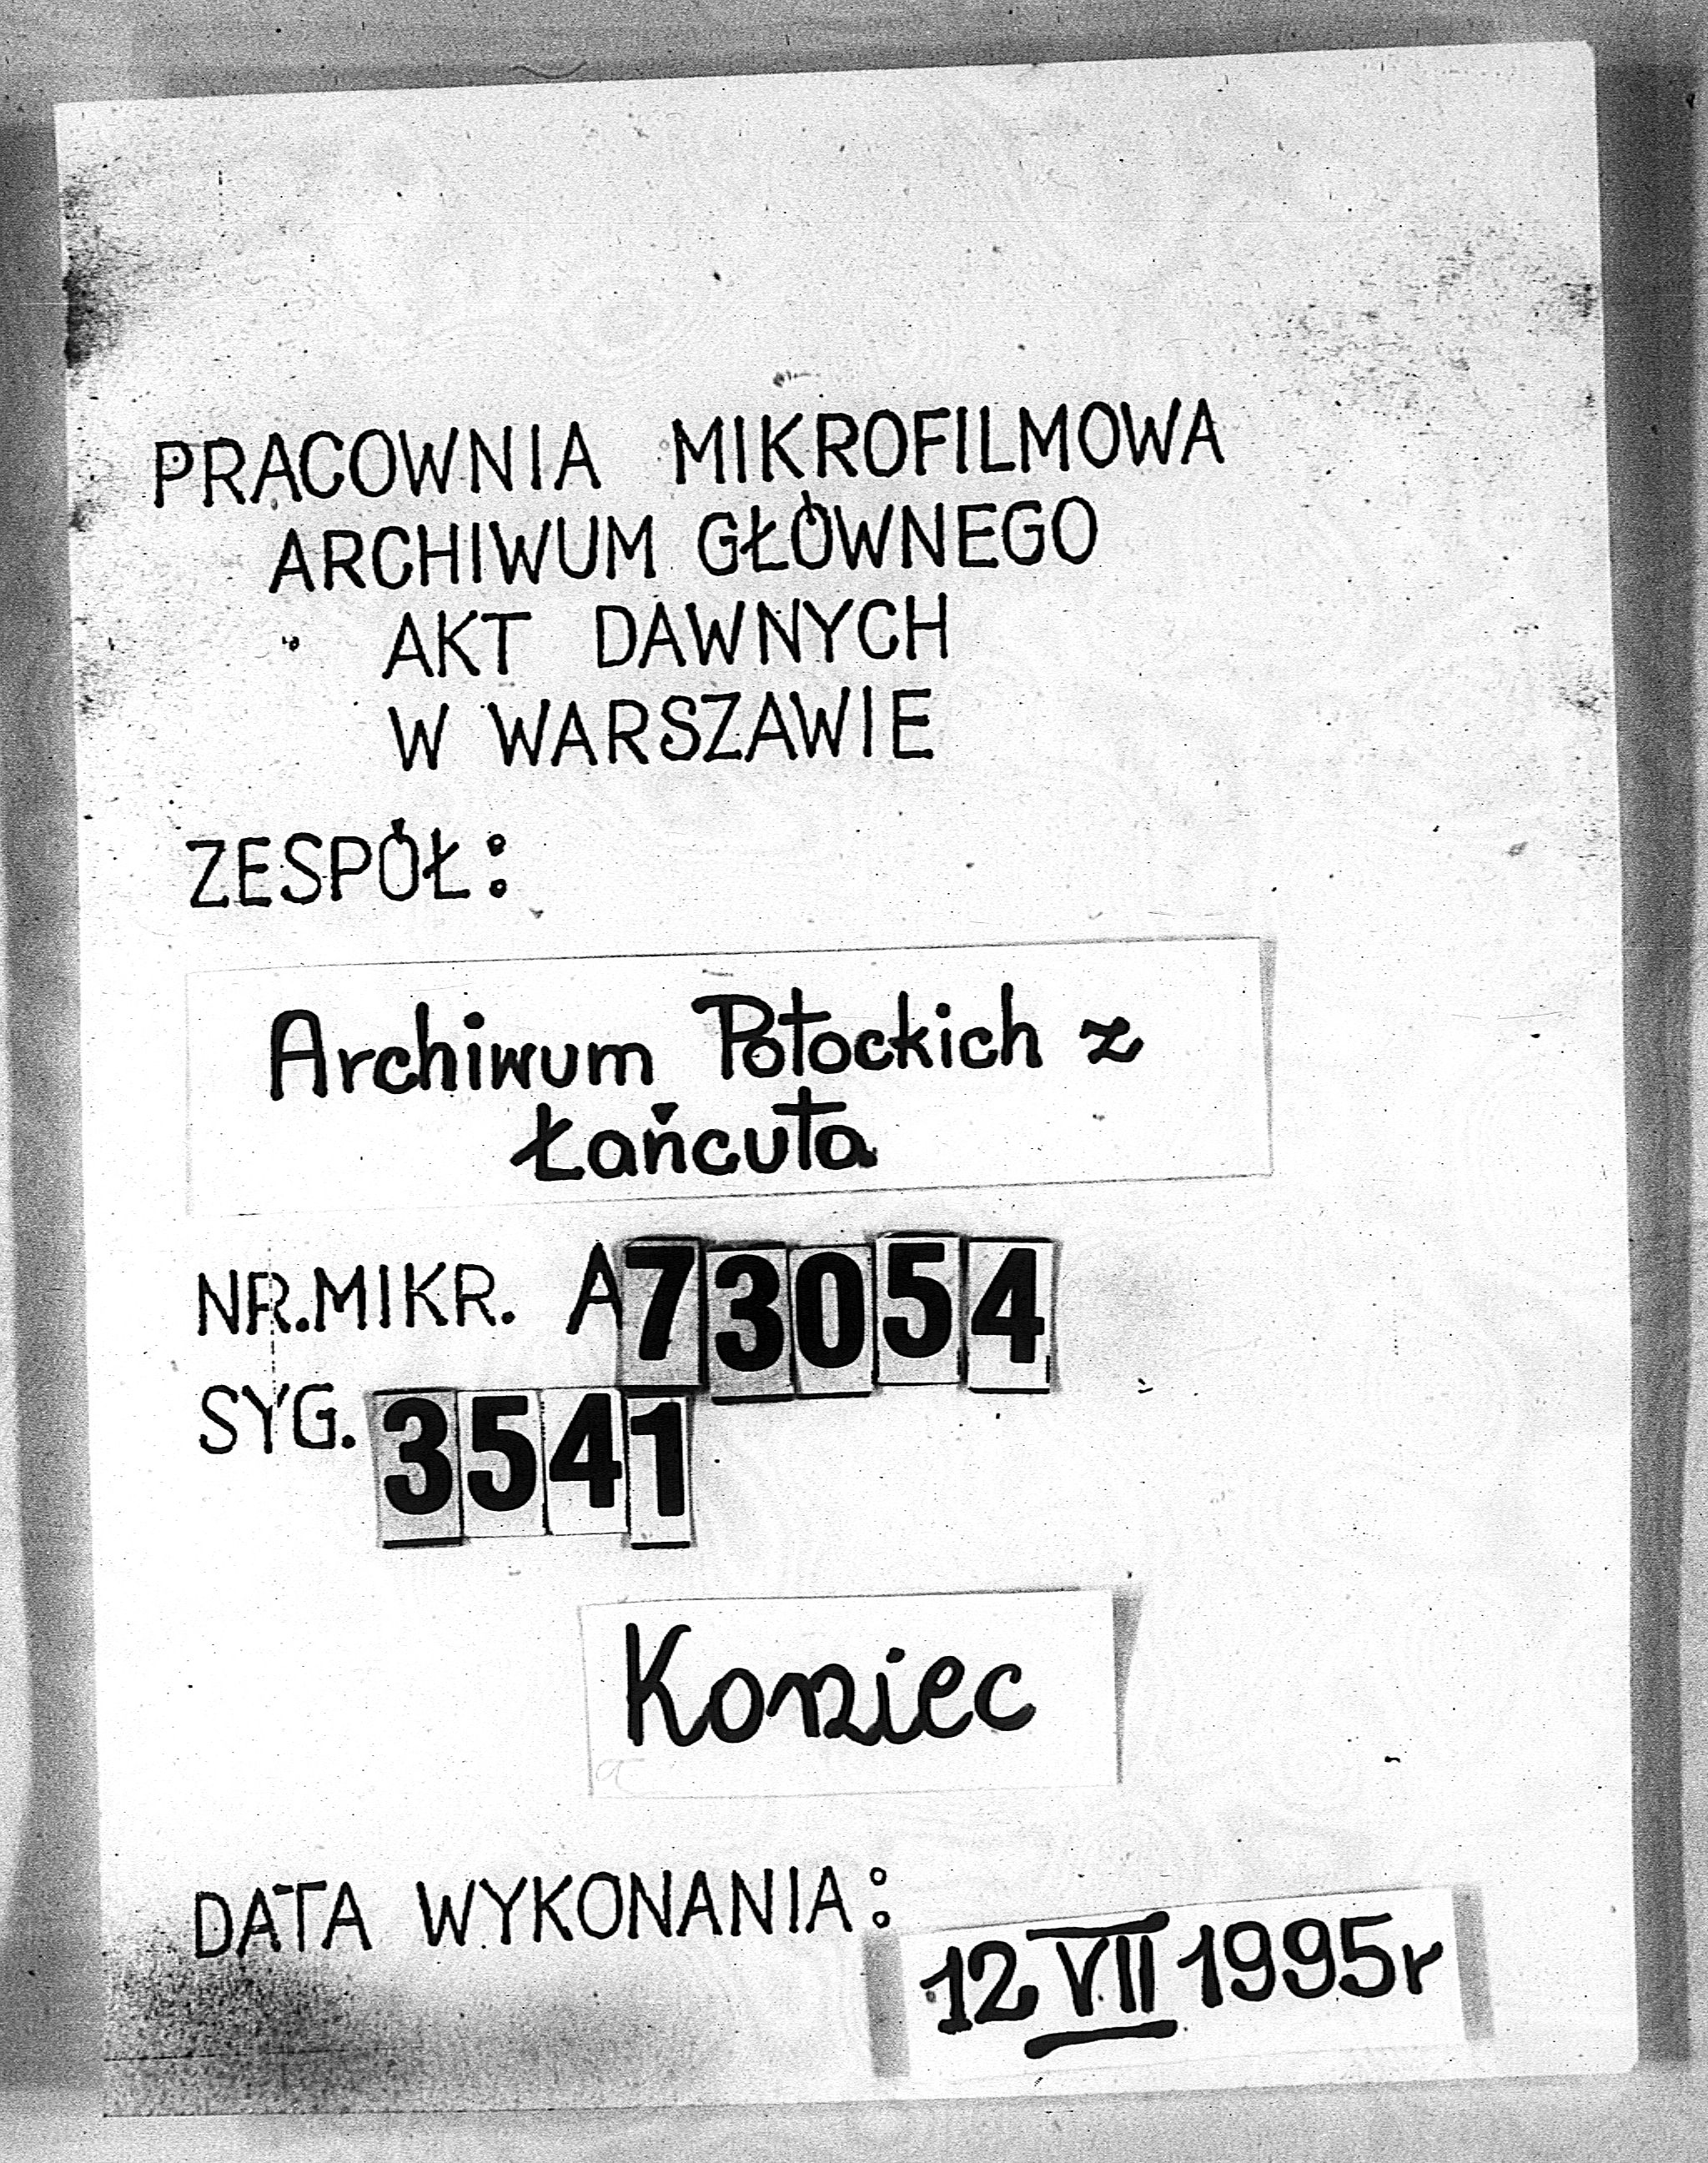 PRACOWNIA MIKROFILMOWA
ARCHIWUM GŁÓWNEGO
AKT DAWNYCH
W WARSZAWIE
ZESPÓŁ:
Archiwum Potockich z
Łańcuta
NR.MIKR. A73054
SYG. 3541
Koniec
DATA WYKONANIA:
12 VII 1995r